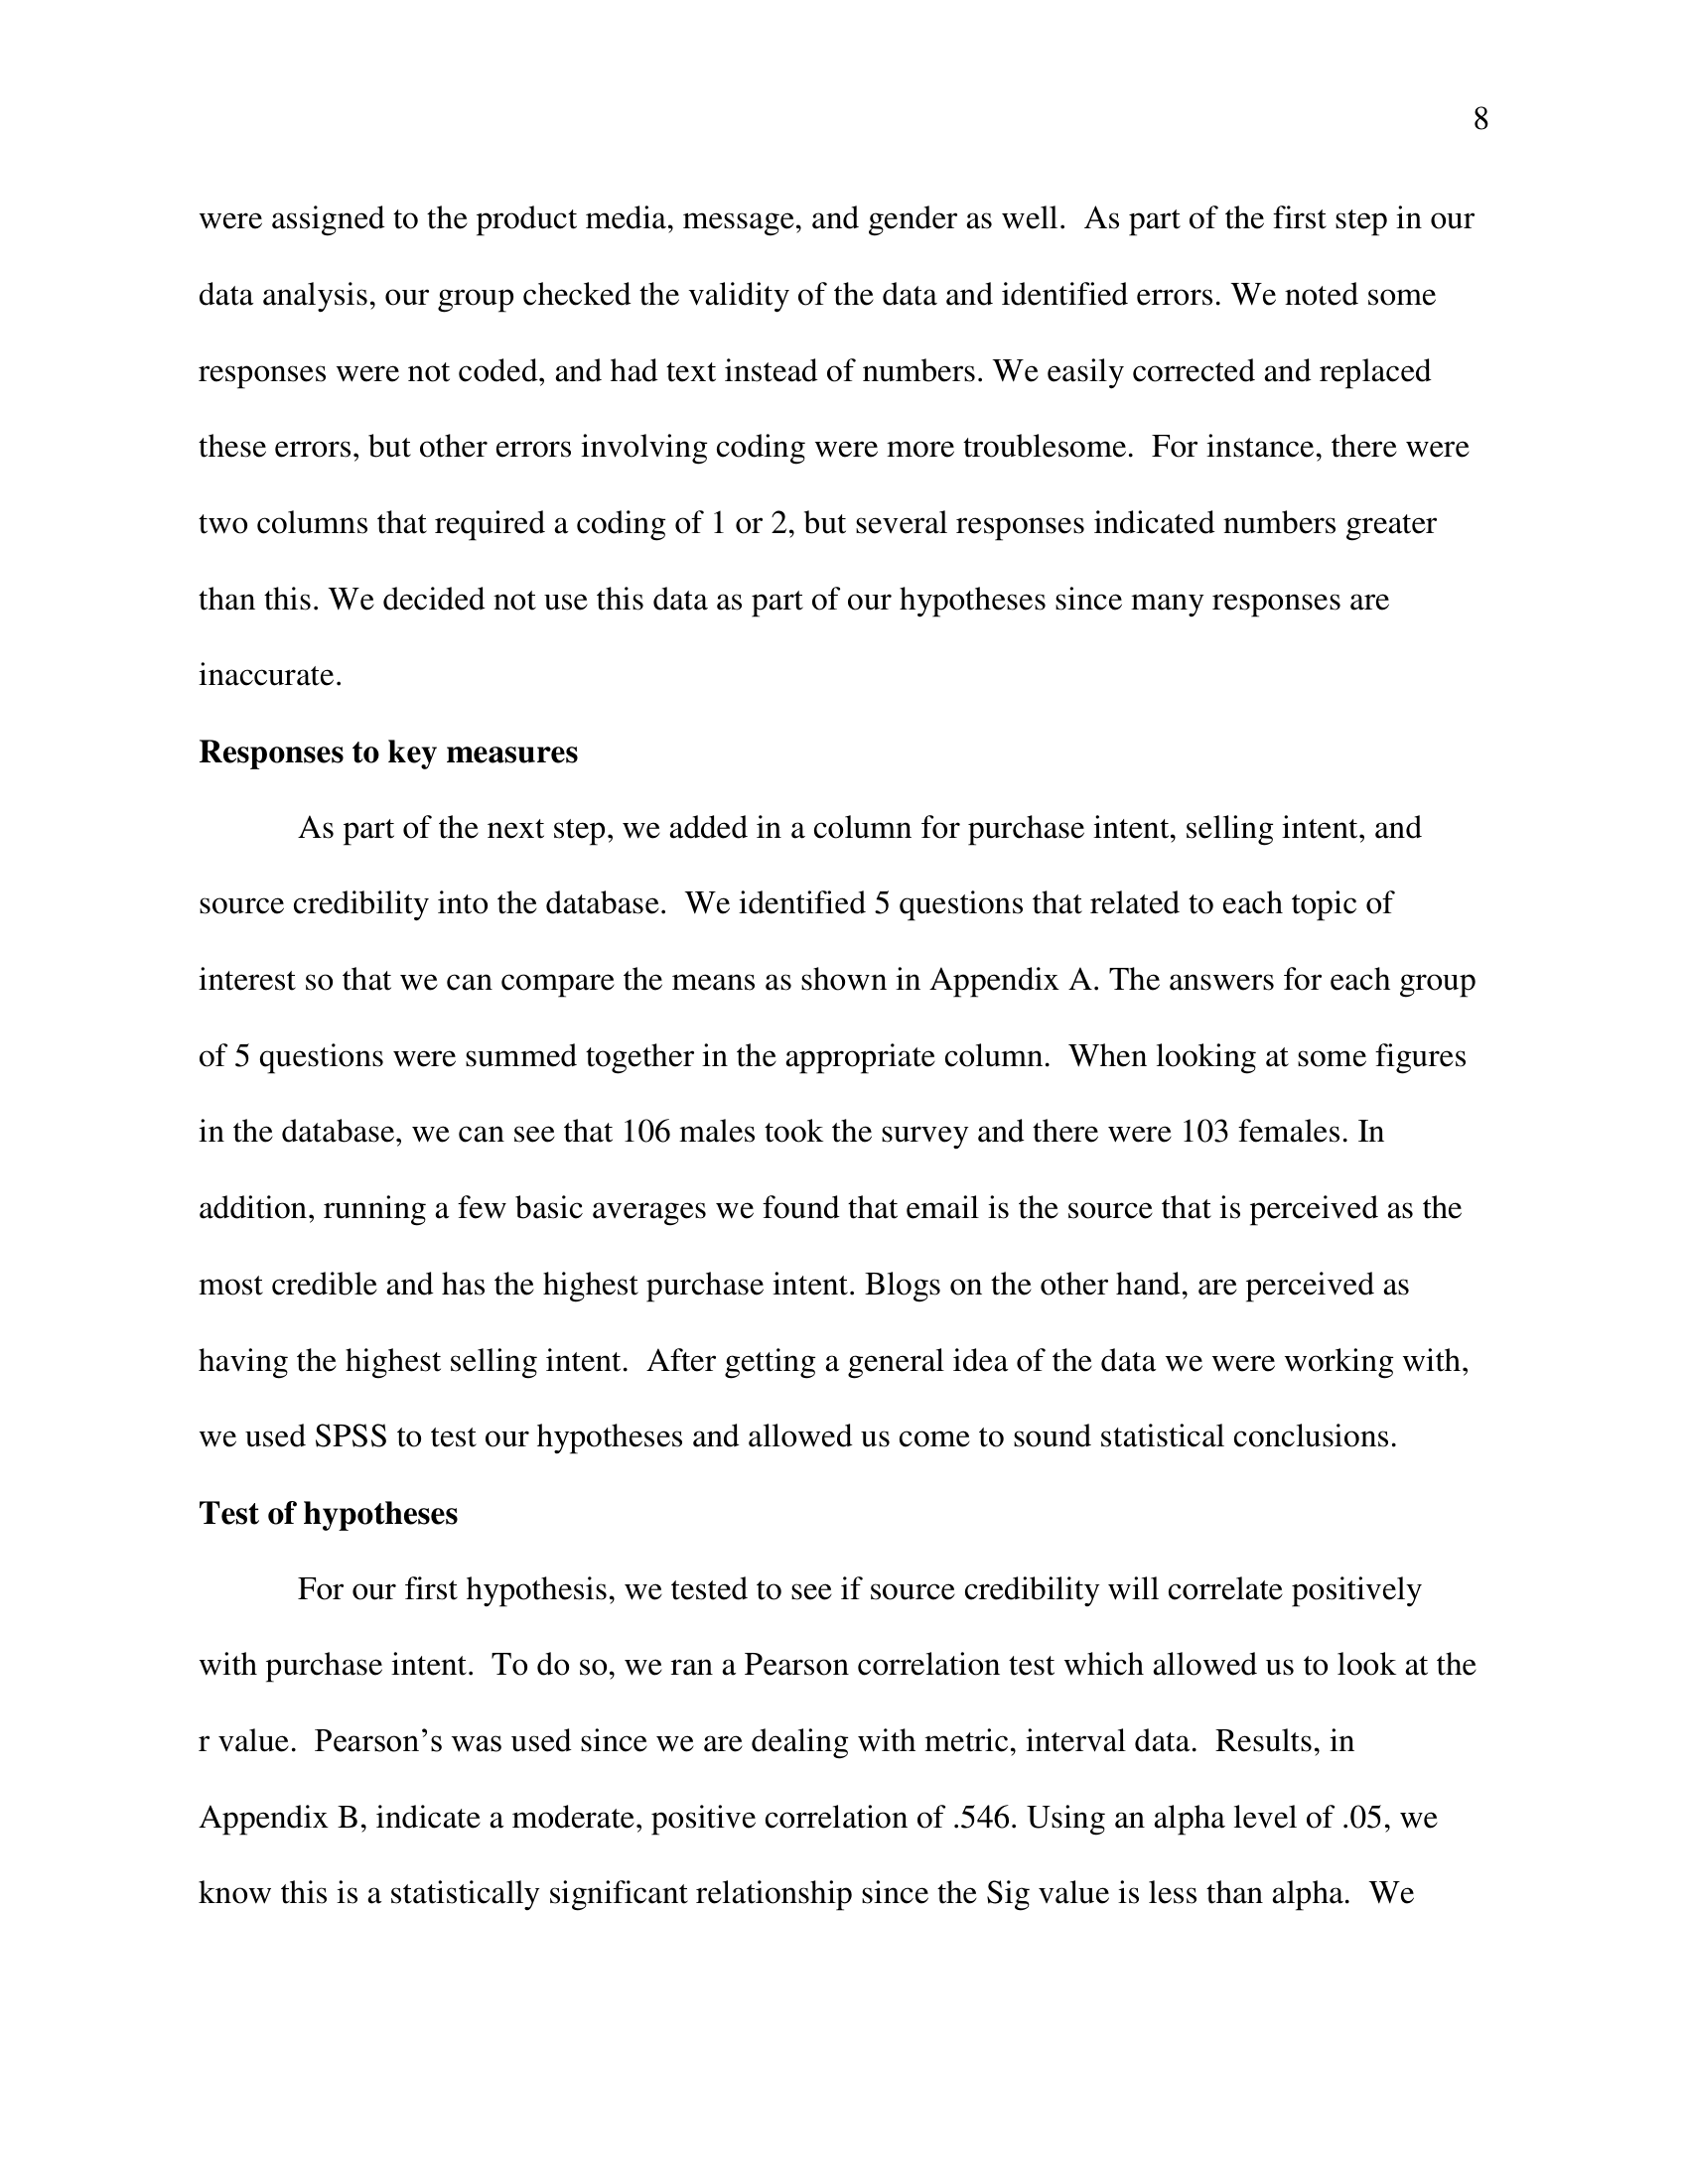 8
were assigned to the product media, message, and gender as well.  As part of the first step in our
data analysis, our group checked the validity of the data and identified errors. We noted some
responses were not coded, and had text instead of numbers. We easily corrected and replaced
these errors, but other errors involving coding were more troublesome.  For instance, there were
two columns that required a coding of 1 or 2, but several responses indicated numbers greater
than this. We decided not use this data as part of our hypotheses since many responses are
inaccurate.
Responses to key measures
As part of the next step, we added in a column for purchase intent, selling intent, and
source credibility into the database.  We identified 5 questions that related to each topic of
interest so that we can compare the means as shown in Appendix A. The answers for each group
of 5 questions were summed together in the appropriate column.  When looking at some figures
in the database, we can see that 106 males took the survey and there were 103 females. In
addition, running a few basic averages we found that email is the source that is perceived as the
most credible and has the highest purchase intent. Blogs on the other hand, are perceived as
having the highest selling intent.  After getting a general idea of the data we were working with,
we used SPSS to test our hypotheses and allowed us come to sound statistical conclusions.
Test of hypotheses
For our first hypothesis, we tested to see if source credibility will correlate positively
with purchase intent.  To do so, we ran a Pearson correlation test which allowed us to look at the
r value.  Pearson’s was used since we are dealing with metric, interval data.  Results, in
Appendix B, indicate a moderate, positive correlation of .546. Using an alpha level of .05, we
know this is a statistically significant relationship since the Sig value is less than alpha.  We